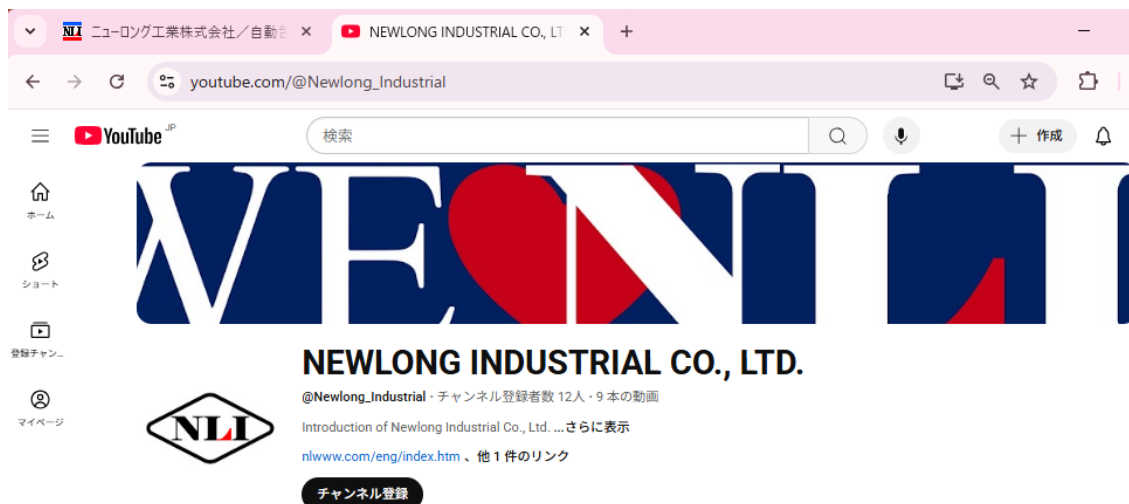 NLI ニューロング工業株式会社／自動
NEWLONG INDUSTRIAL CO., LT
youtube.com/@Newlong_Industrial
YouTube JP
検索
作成
ホーム
ショート
登録チャン...
マイページ
WE NLI
NEWLONG INDUSTRIAL CO., LTD.
@Newlong_Industrial・チャンネル登録者数 12人・9 本の動画
Introduction of Newlong Industrial Co., Ltd. ...さらに表示
nlwww.com/eng/index.htm 、他 1 件のリンク
NLI
チャンネル登録